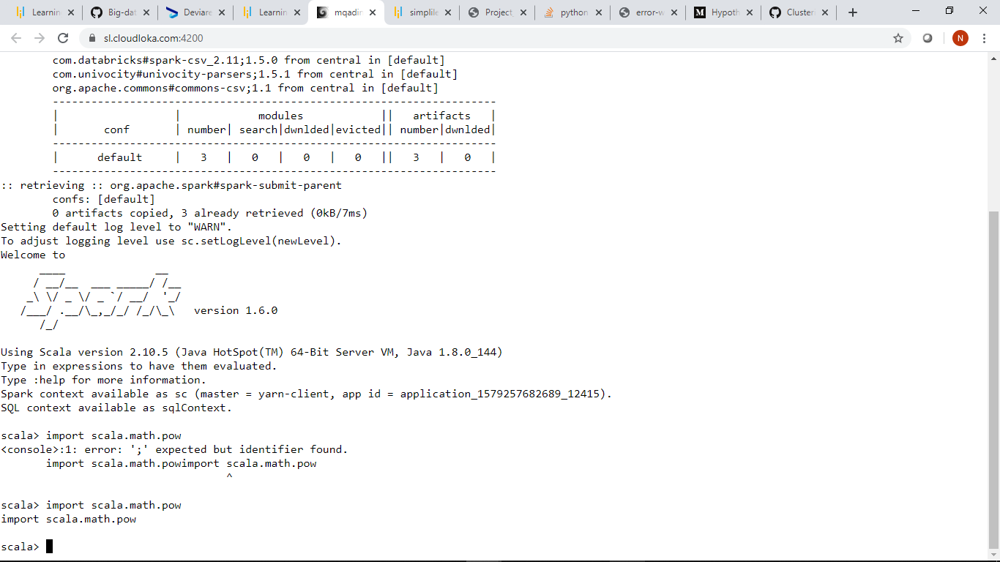 Learnin
Big-dat
Deviare
Learnin
mqadir
simplile
Project_
python
error-w
Hypoth
Cluster
sl.cloudloka.com:4200
N
com.databricks#spark-csv_2.11;1.5.0 from central in [default]
com.univocity#univocity-parsers;1.5.1 from central in [default]
org.apache.commons#commons-csv;1.1 from central in [default]
---------------------------------------------------------------------
|                  |            modules            ||   artifacts   |
|       conf       | number| search|dwnlded|evicted|| number|dwnlded|
---------------------------------------------------------------------
|      default     |   3   |   0   |   0   |   0   ||   3   |   0   |
---------------------------------------------------------------------
:: retrieving :: org.apache.spark#spark-submit-parent
confs: [default]
0 artifacts copied, 3 already retrieved (0kB/7ms)
Setting default log level to "WARN".
To adjust logging level use sc.setLogLevel(newLevel).
Welcome to
      ____              __
     / __/__  ___ _____/ /__
    _\ \/ _ \/ _ `/ __/  '_/
   /___/ .__/\_,_/_/ /_/\_\   version 1.6.0
      /_/
Using Scala version 2.10.5 (Java HotSpot(TM) 64-Bit Server VM, Java 1.8.0_144)
Type in expressions to have them evaluated.
Type :help for more information.
Spark context available as sc (master = yarn-client, app id = application_1579257682689_12415).
SQL context available as sqlContext.
scala> import scala.math.pow
<console>:1: error: ';' expected but identifier found.
import scala.math.powimport scala.math.pow
^
scala> import scala.math.pow
import scala.math.pow
scala>